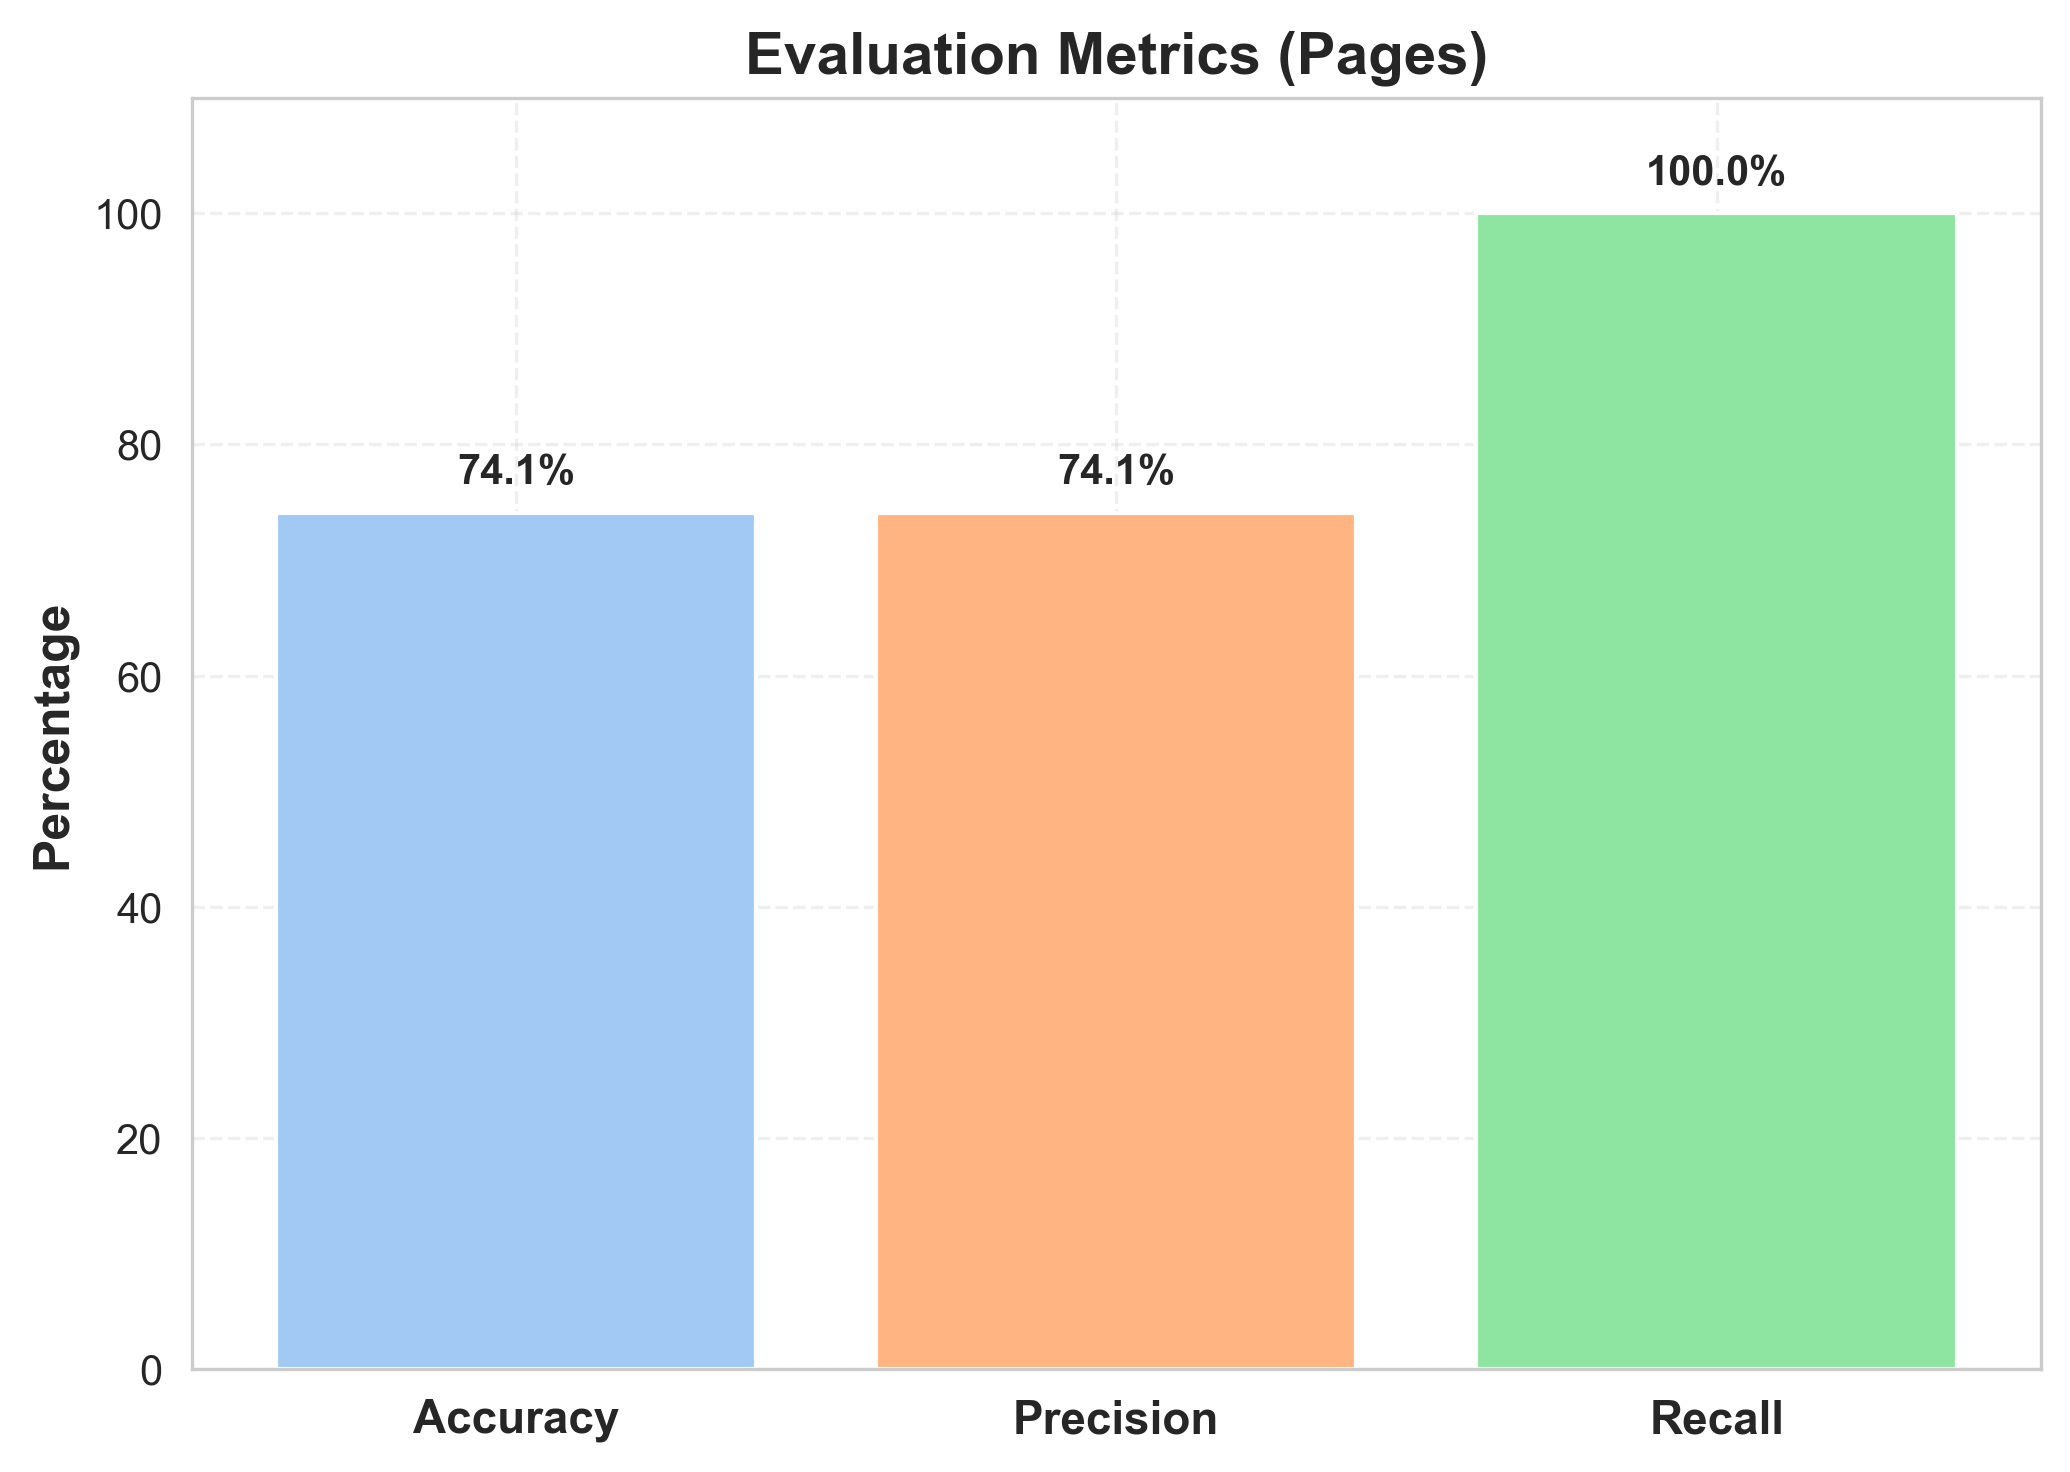 Evaluation Metrics (Pages)
100.0%
100
80
74.1%
74.1%
60
Percentage
40
20
0
Accuracy
Precision
Recall